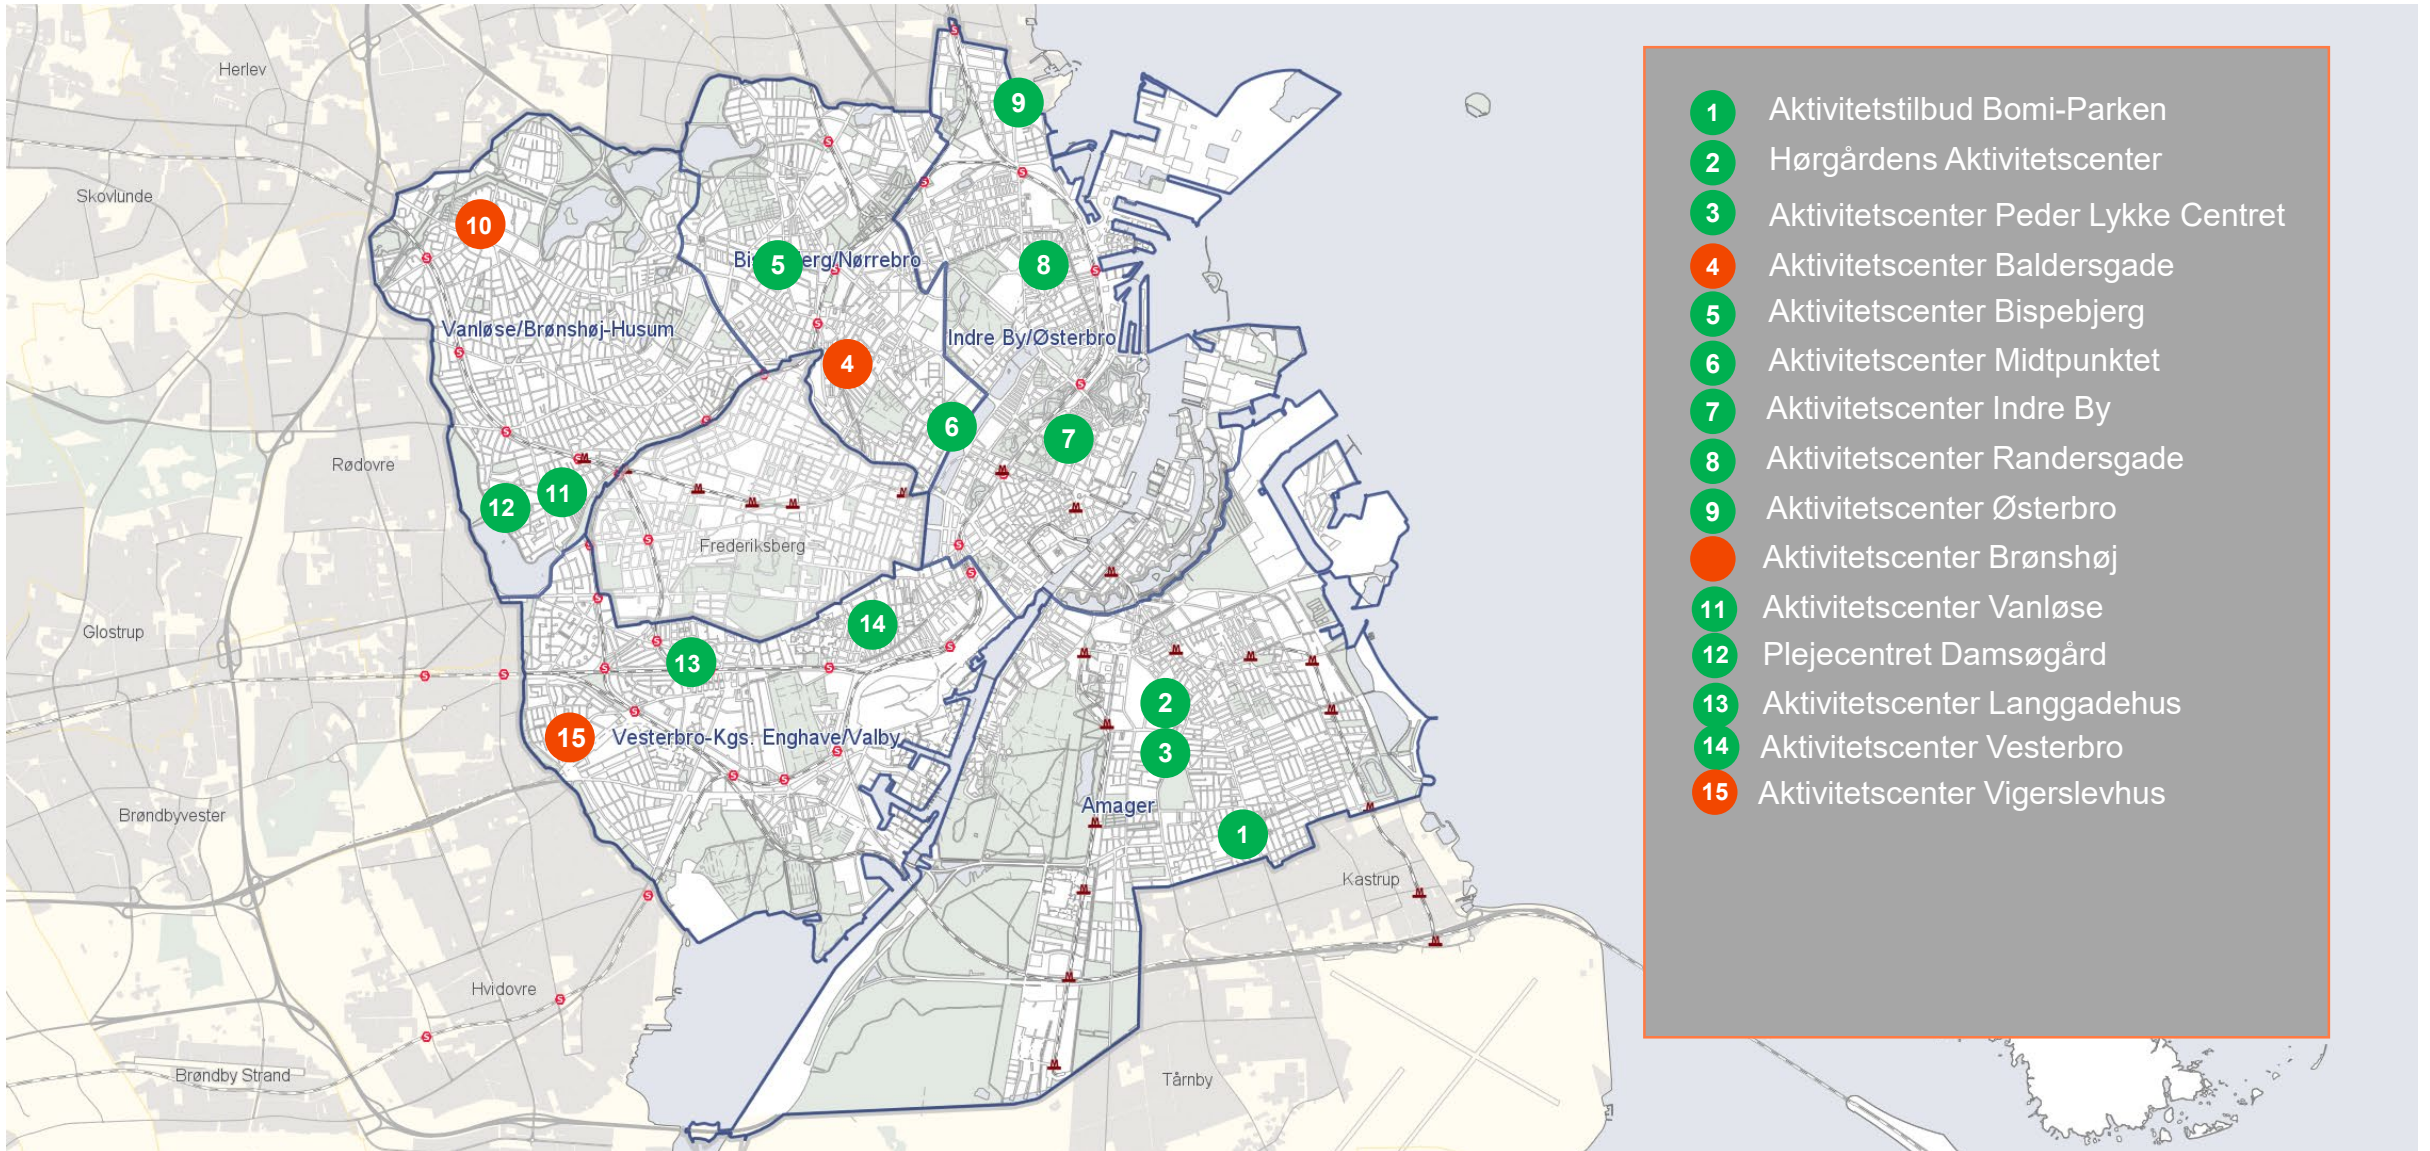 Herlev
Skovlunde
Rødovre
Glostrup
Brøndbyvester
Hvidovre
Brøndby Strand
Tårnby
Kastrup
Frederiksberg
Vanløse/Brønshøj-Husum
Bis erg/Nørrebro
Indre By/Østerbro
Vesterbro-Kgs. Enghave/Valby
Amager
9
10
5
8
4
6
7
11
12
14
13
2
15
3
1
1 Aktivitetstilbud Bomi-Parken
2 Hørgårdens Aktivitetscenter
3 Aktivitetscenter Peder Lykke Centret
4 Aktivitetscenter Baldersgade
5 Aktivitetscenter Bispebjerg
6 Aktivitetscenter Midtpunktet
7 Aktivitetscenter Indre By
8 Aktivitetscenter Randersgade
9 Aktivitetscenter Østerbro
Aktivitetscenter Brønshøj
11 Aktivitetscenter Vanløse
12 Plejecentret Damsøgård
13 Aktivitetscenter Langgadehus
14 Aktivitetscenter Vesterbro
15 Aktivitetscenter Vigerslevhus